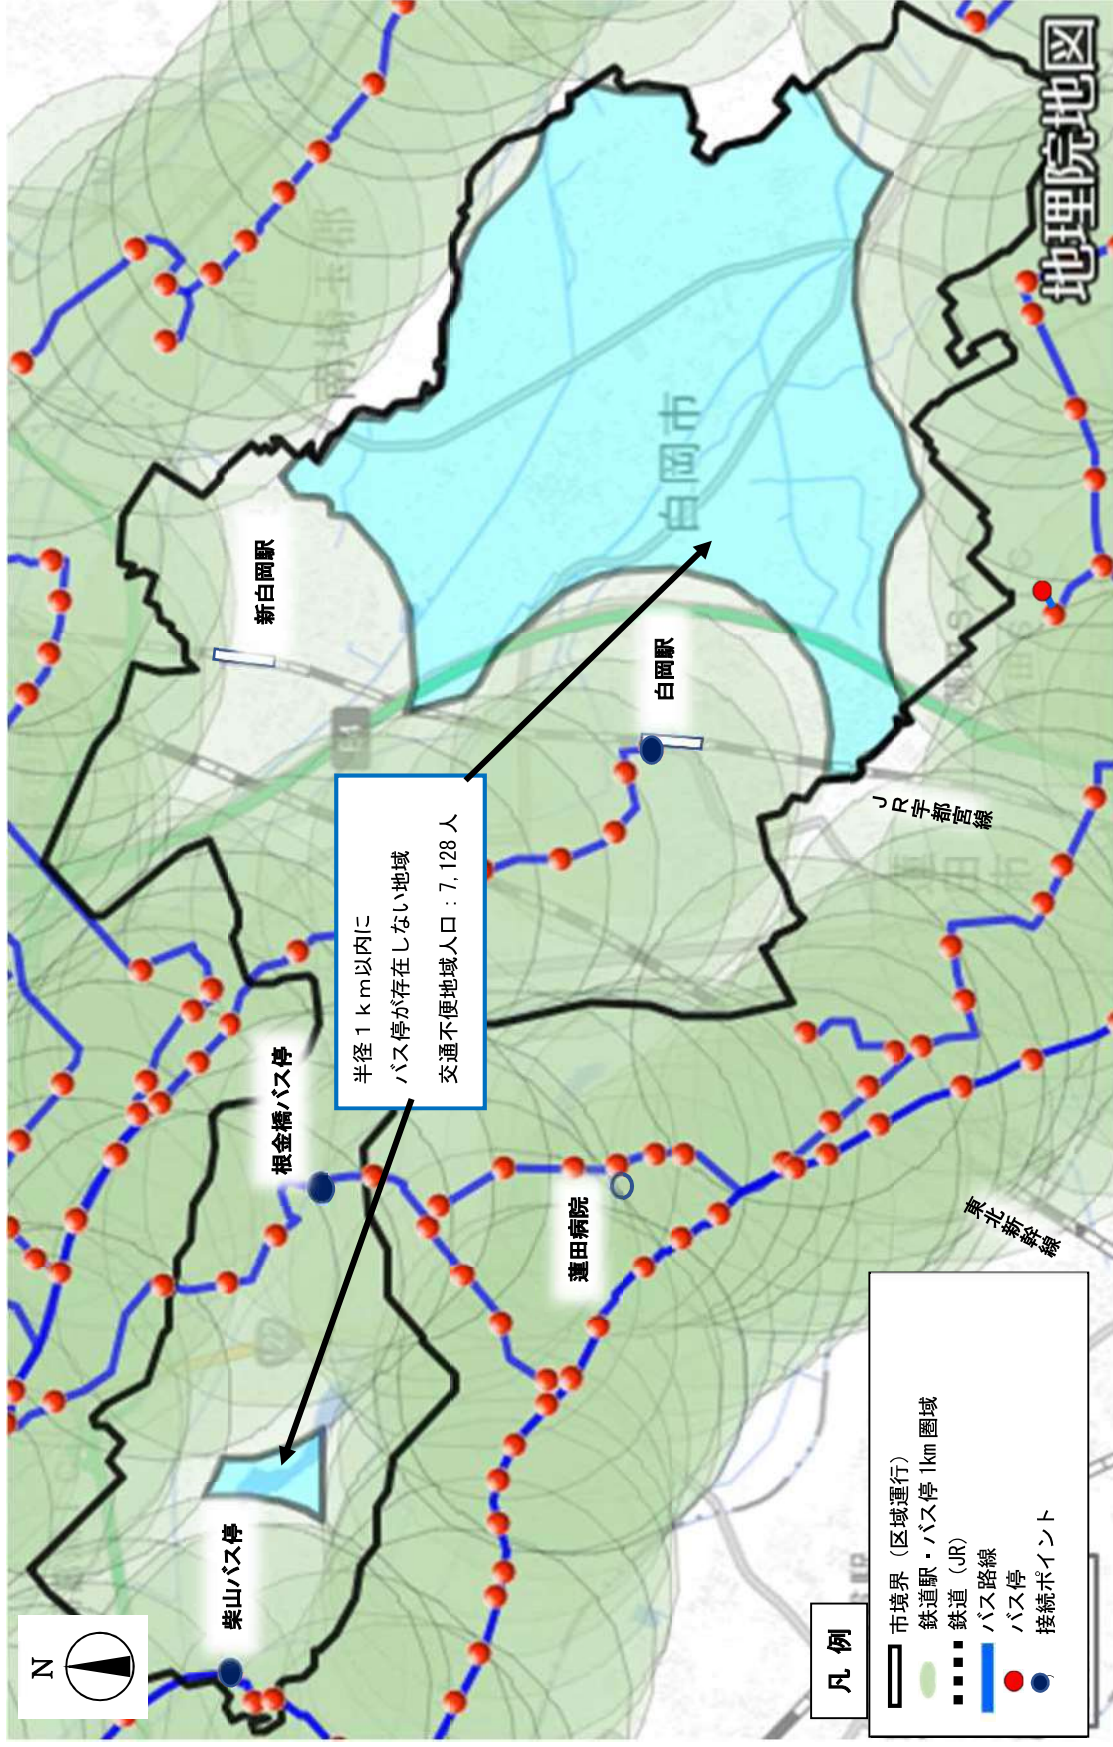 N
柴山バス停
根金橋バス停
新白岡駅
半径１ｋｍ以内に
バス停が存在しない地域
交通不便地域人口：7,128人
白岡市
白岡駅
蓮田病院
ＪＲ宇都宮線
東北新幹線
凡 例
市境界（区域運行）
鉄道駅・バス停1km圏域
鉄道（JR）
バス路線
バス停
接続ポイント
地理院地図